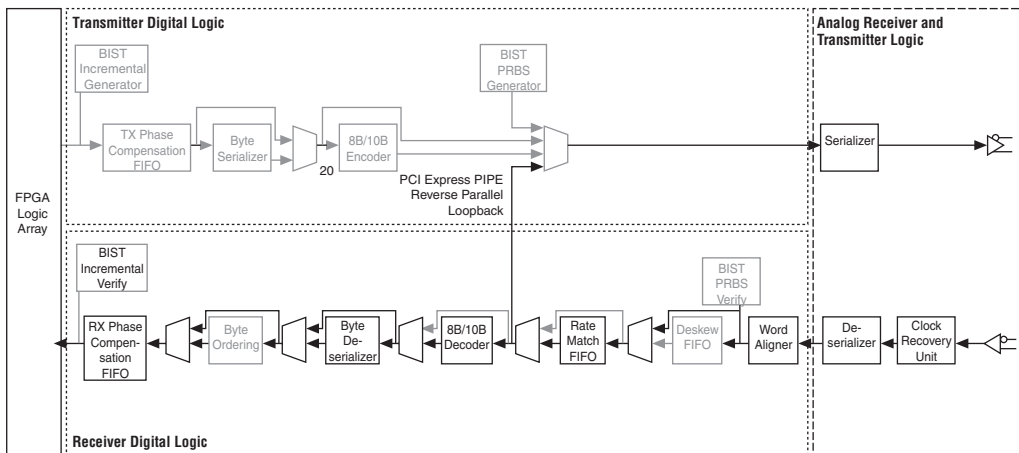 Transmitter Digital Logic
Analog Receiver and
Transmitter Logic
BIST
Incremental
Generator
BIST
PRBS
Generator
TX Phase
Compensation
FIFO
Byte
Serializer
20
8B/10B
Encoder
Serializer
PCI Express PIPE
Reverse Parallel
Loopback
FPGA
Logic
Array
BIST
Incremental
Verify
BIST
PRBS
Verify
RX Phase
Compen-
sation
FIFO
Byte
Ordering
Byte
De-
serializer
8B/10B
Decoder
Rate
Match
FIFO
Deskew
FIFO
Word
Aligner
De-
serializer
Clock
Recovery
Unit
Receiver Digital Logic